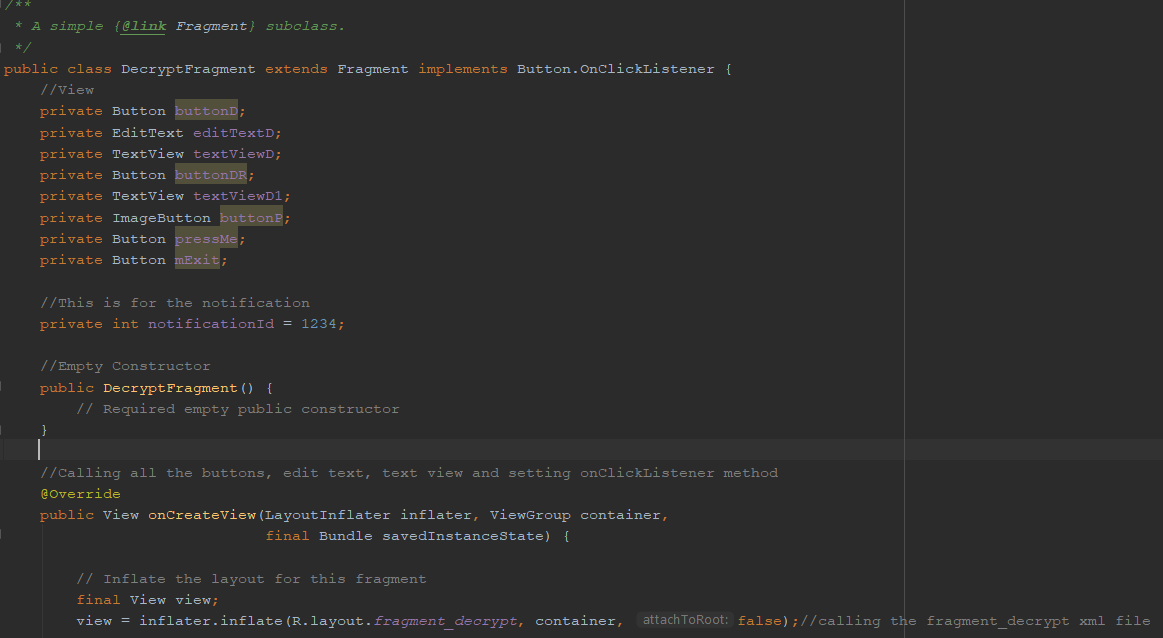 /**
 * A simple {@link Fragment} subclass.
 */
public class DecryptFragment extends Fragment implements Button.OnClickListener {
    //View
    private Button buttonD;
    private EditText editTextD;
    private TextView textViewD;
    private Button buttonDR;
    private TextView textViewD1;
    private ImageButton buttonP;
    private Button pressMe;
    private Button mExit;

    //This is for the notification
    private int notificationId = 1234;

    //Empty Constructor
    public DecryptFragment() {
        // Required empty public constructor
    }

    //Calling all the buttons, edit text, text view and setting onClickListener method
    @Override
    public View onCreateView(LayoutInflater inflater, ViewGroup container,
                             final Bundle savedInstanceState) {

        // Inflate the layout for this fragment
        final View view;
        view = inflater.inflate(R.layout.fragment_decrypt, container, attachToRoot: false);//calling the fragment_decrypt xml file